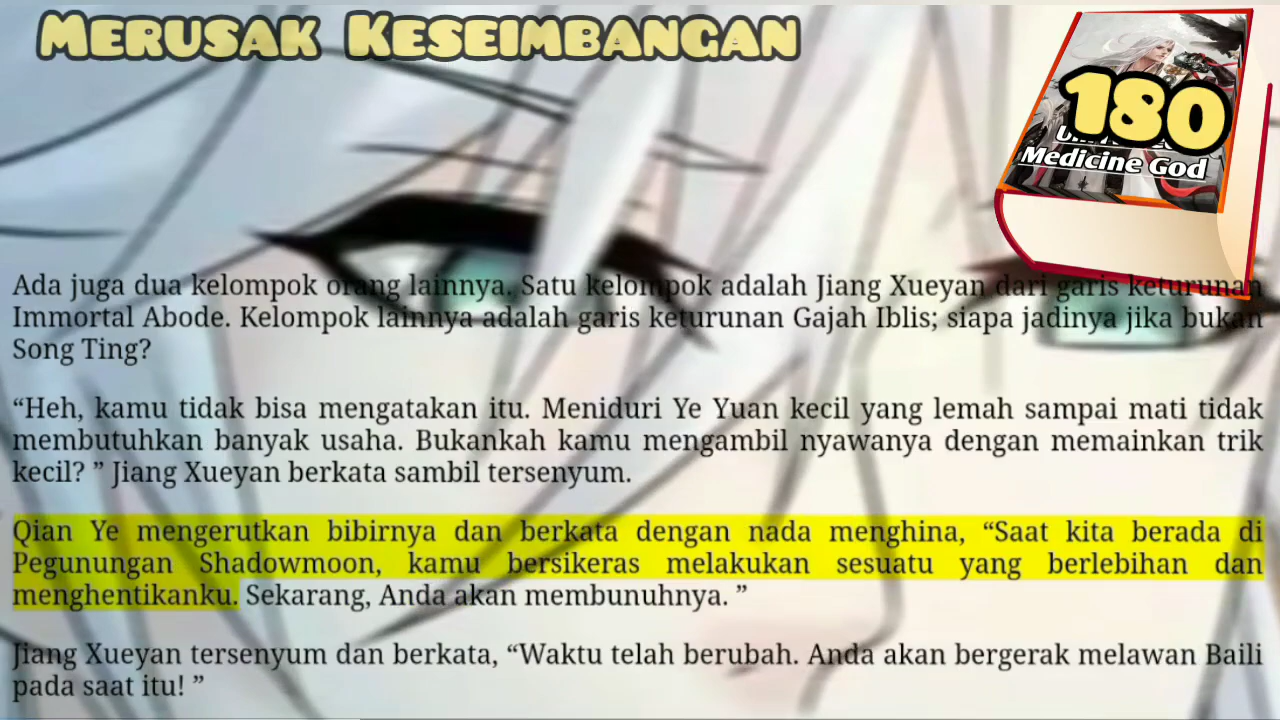 MERUSAK KESEIMBANGAN
180
Medicine God
Ada juga dua kelompok orang lainnya. Satu kelompok adalah Jiang Xueyan dari garis keturunan
Immortal Abode. Kelompok lainnya adalah garis keturunan Gajah Iblis; siapa jadinya jika bukan
Song Ting?
“Heh, kamu tidak bisa mengatakan itu. Meniduri Ye Yuan kecil yang lemah sampai mati tidak
membutuhkan banyak usaha. Bukankah kamu mengambil nyawanya dengan memainkan trik
kecil? ” Jiang Xueyan berkata sambil tersenyum.
Qian Ye mengerutkan bibirnya dan berkata dengan nada menghina, “Saat kita berada di
Pegunungan Shadowmoon, kamu bersikeras melakukan sesuatu yang berlebihan dan
menghentikanku. Sekarang, Anda akan membunuhnya. ”
Jiang Xueyan tersenyum dan berkata, “Waktu telah berubah. Anda akan bergerak melawan Baili
pada saat itu! ”